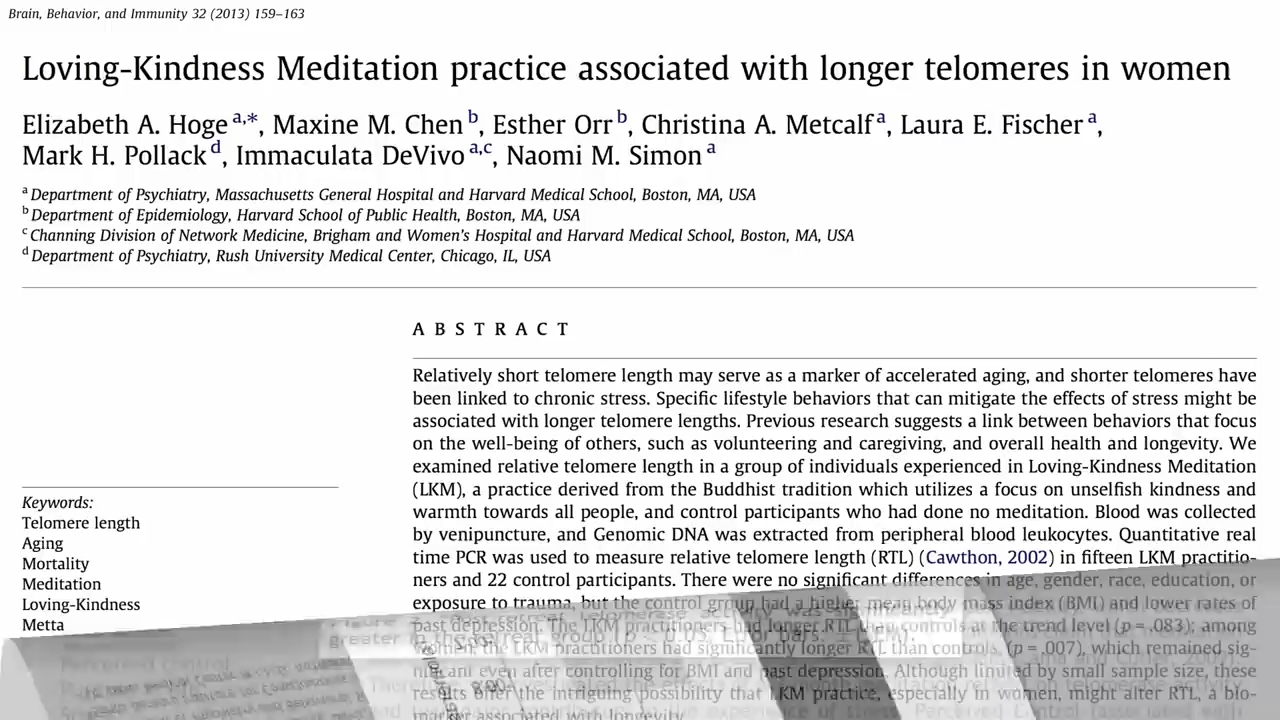 Brain, Behavior, and Immunity 32 (2013) 159–163
Loving-Kindness Meditation practice associated with longer telomeres in women
Elizabeth A. Hoge a,*, Maxine M. Chen b, Esther Orr b, Christina A. Metcalf a, Laura E. Fischer a,
Mark H. Pollack d, Immaculata DeVivo a,c, Naomi M. Simon a
a Department of Psychiatry, Massachusetts General Hospital and Harvard Medical School, Boston, MA, USA
b Department of Epidemiology, Harvard School of Public Health, Boston, MA, USA
c Channing Division of Network Medicine, Brigham and Women's Hospital and Harvard Medical School, Boston, MA, USA
d Department of Psychiatry, Rush University Medical Center, Chicago, IL, USA
ABSTRACT
Relatively short telomere length may serve as a marker of accelerated aging, and shorter telomeres have
been linked to chronic stress. Specific lifestyle behaviors that can mitigate the effects of stress might be
associated with longer telomere lengths. Previous research suggests a link between behaviors that focus
on the well-being of others, such as volunteering and caregiving, and overall health and longevity. We
examined relative telomere length in a group of individuals experienced in Loving-Kindness Meditation
(LKM), a practice derived from the Buddhist tradition which utilizes a focus on unselfish kindness and
warmth towards all people, and control participants who had done no meditation. Blood was collected
by venipuncture, and Genomic DNA was extracted from peripheral blood leukocytes. Quantitative real
time PCR was used to measure relative telomere length (RTL) (Cawthon, 2002) in fifteen LKM practitio-
ners and 22 control participants. There were no significant differences in age, gender, race, education, or
exposure to trauma, but the control group had a higher mean body mass index (BMI) and lower rates of
past depression. The LKM practitioners had longer RTL than controls at the trend level (p = .083); among
women, the LKM practitioners had significantly longer RTL than controls, (p = .007), which remained sig-
nificant even after controlling for BMI and past depression. Although limited by small sample size, these
results offer the intriguing possibility that LKM practice, especially in women, might alter RTL, a bio-
marker associated with longevity.
Keywords:
Telomere length
Aging
Mortality
Meditation
Loving-Kindness
Metta